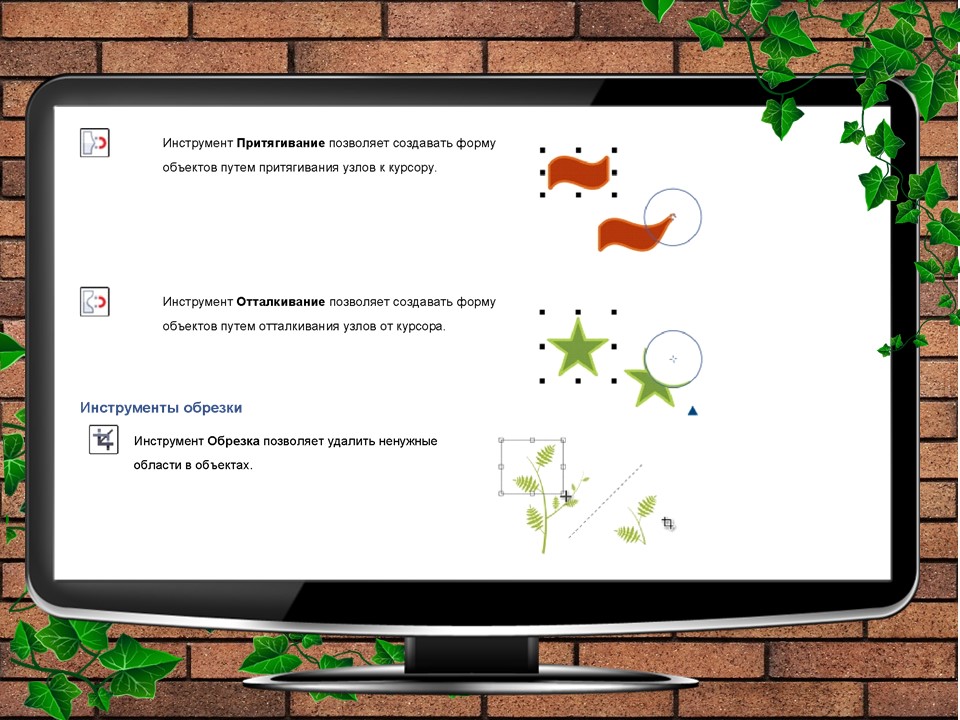 Инструмент Притягивание позволяет создавать форму
объектов путем притягивания узлов к курсору.
Инструмент Отталкивание позволяет создавать форму
объектов путем отталкивания узлов от курсора.
Инструменты обрезки
Инструмент Обрезка позволяет удалить ненужные
области в объектах.